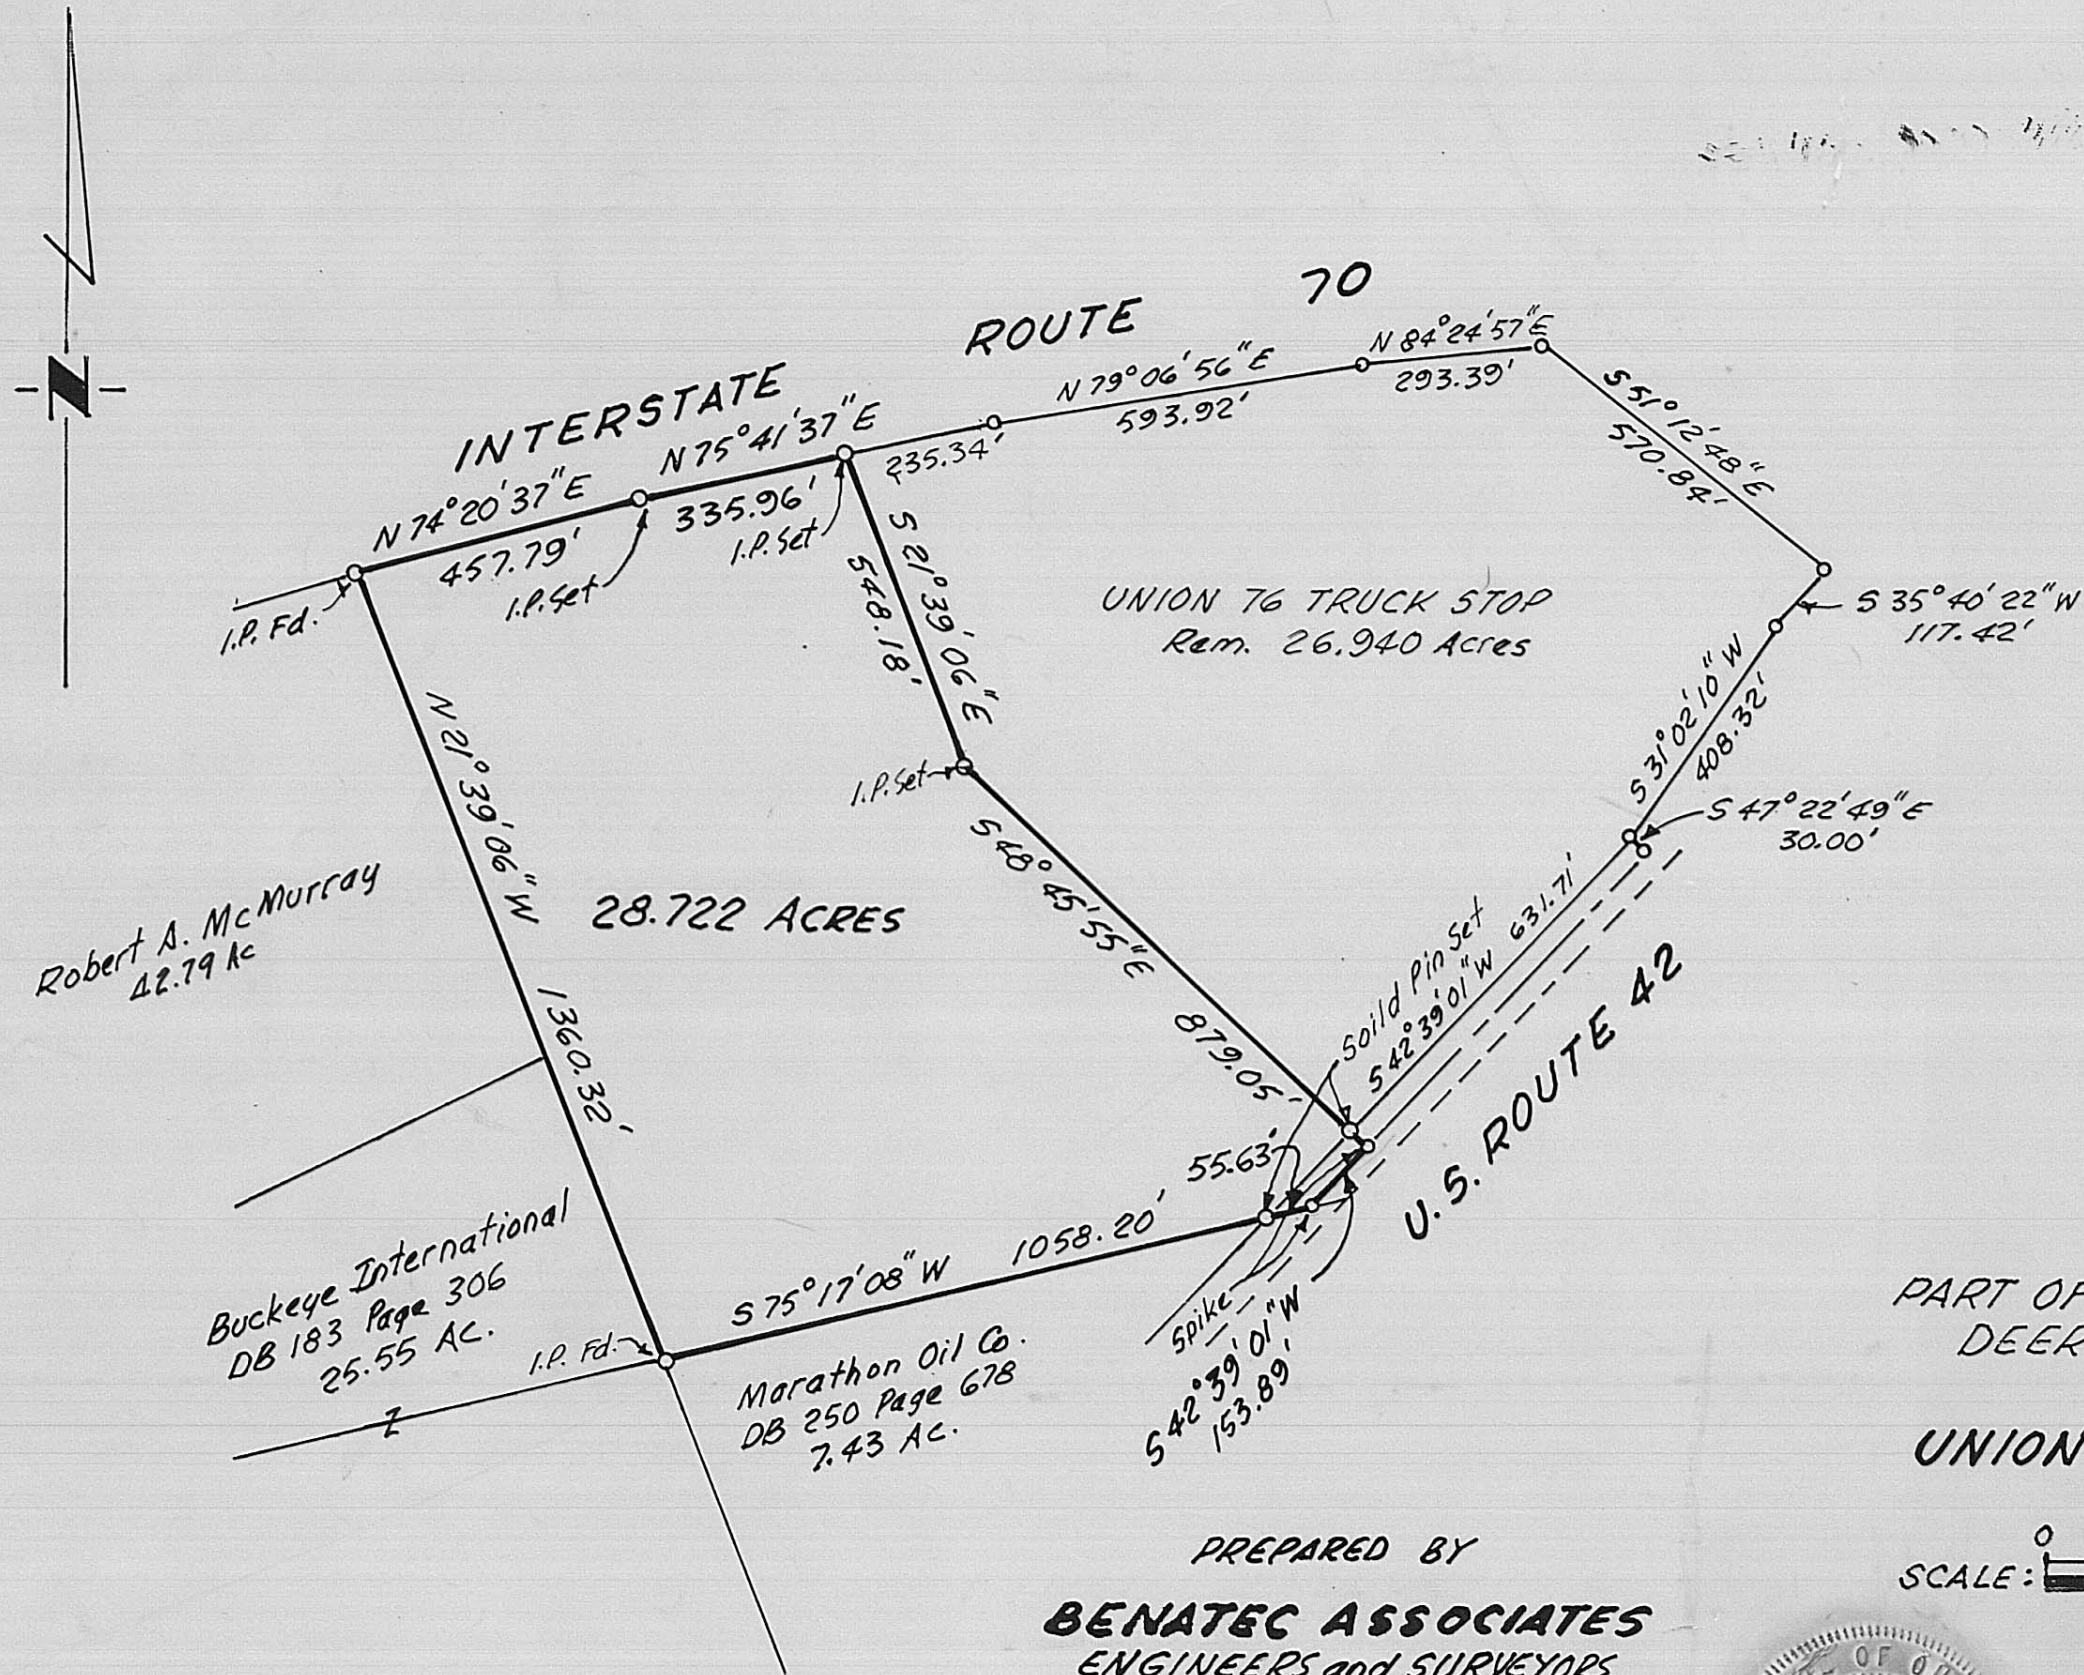 70
ROUTE
INTERSTATE
N 84°24'57"E
293.39'
N 79°06'56"E
593.92'
S 51°12'48"E
570.84'
N 75°41'37"E
335.96'
235.34'
N 74°20'37"E
457.79'
I.P. Set
I.P. Set
I.P. Fd.
S 21°39'06"E
548.18'
UNION 76 TRUCK STOP
Rem. 26.940 Acres
S 35°40'22"W
117.42'
S 31°02'10"W
408.32'
S 47°22'49"E
30.00'
I.P. Set
N 21°39'06"W
1360.32'
S 48°45'55"E
879.05'
28.722 ACRES
Robert A. McMurray
42.79 Ac
Soild Pin Set
S 42°39'01"W 631.71'
U.S. ROUTE 42
55.63'
S 75°17'08"W 1058.20'
Spike
S 42°39'01"W
153.89'
Buckeye International
DB 183 Page 306
25.55 AC.
I.P. Fd.
Z
Marathon Oil Co.
DB 250 Page 678
7.43 AC.
N
PART OF
DEER
UNION
0
SCALE:
PREPARED BY
BENATEC ASSOCIATES
ENGINEERS and SURVEYORS
OF O